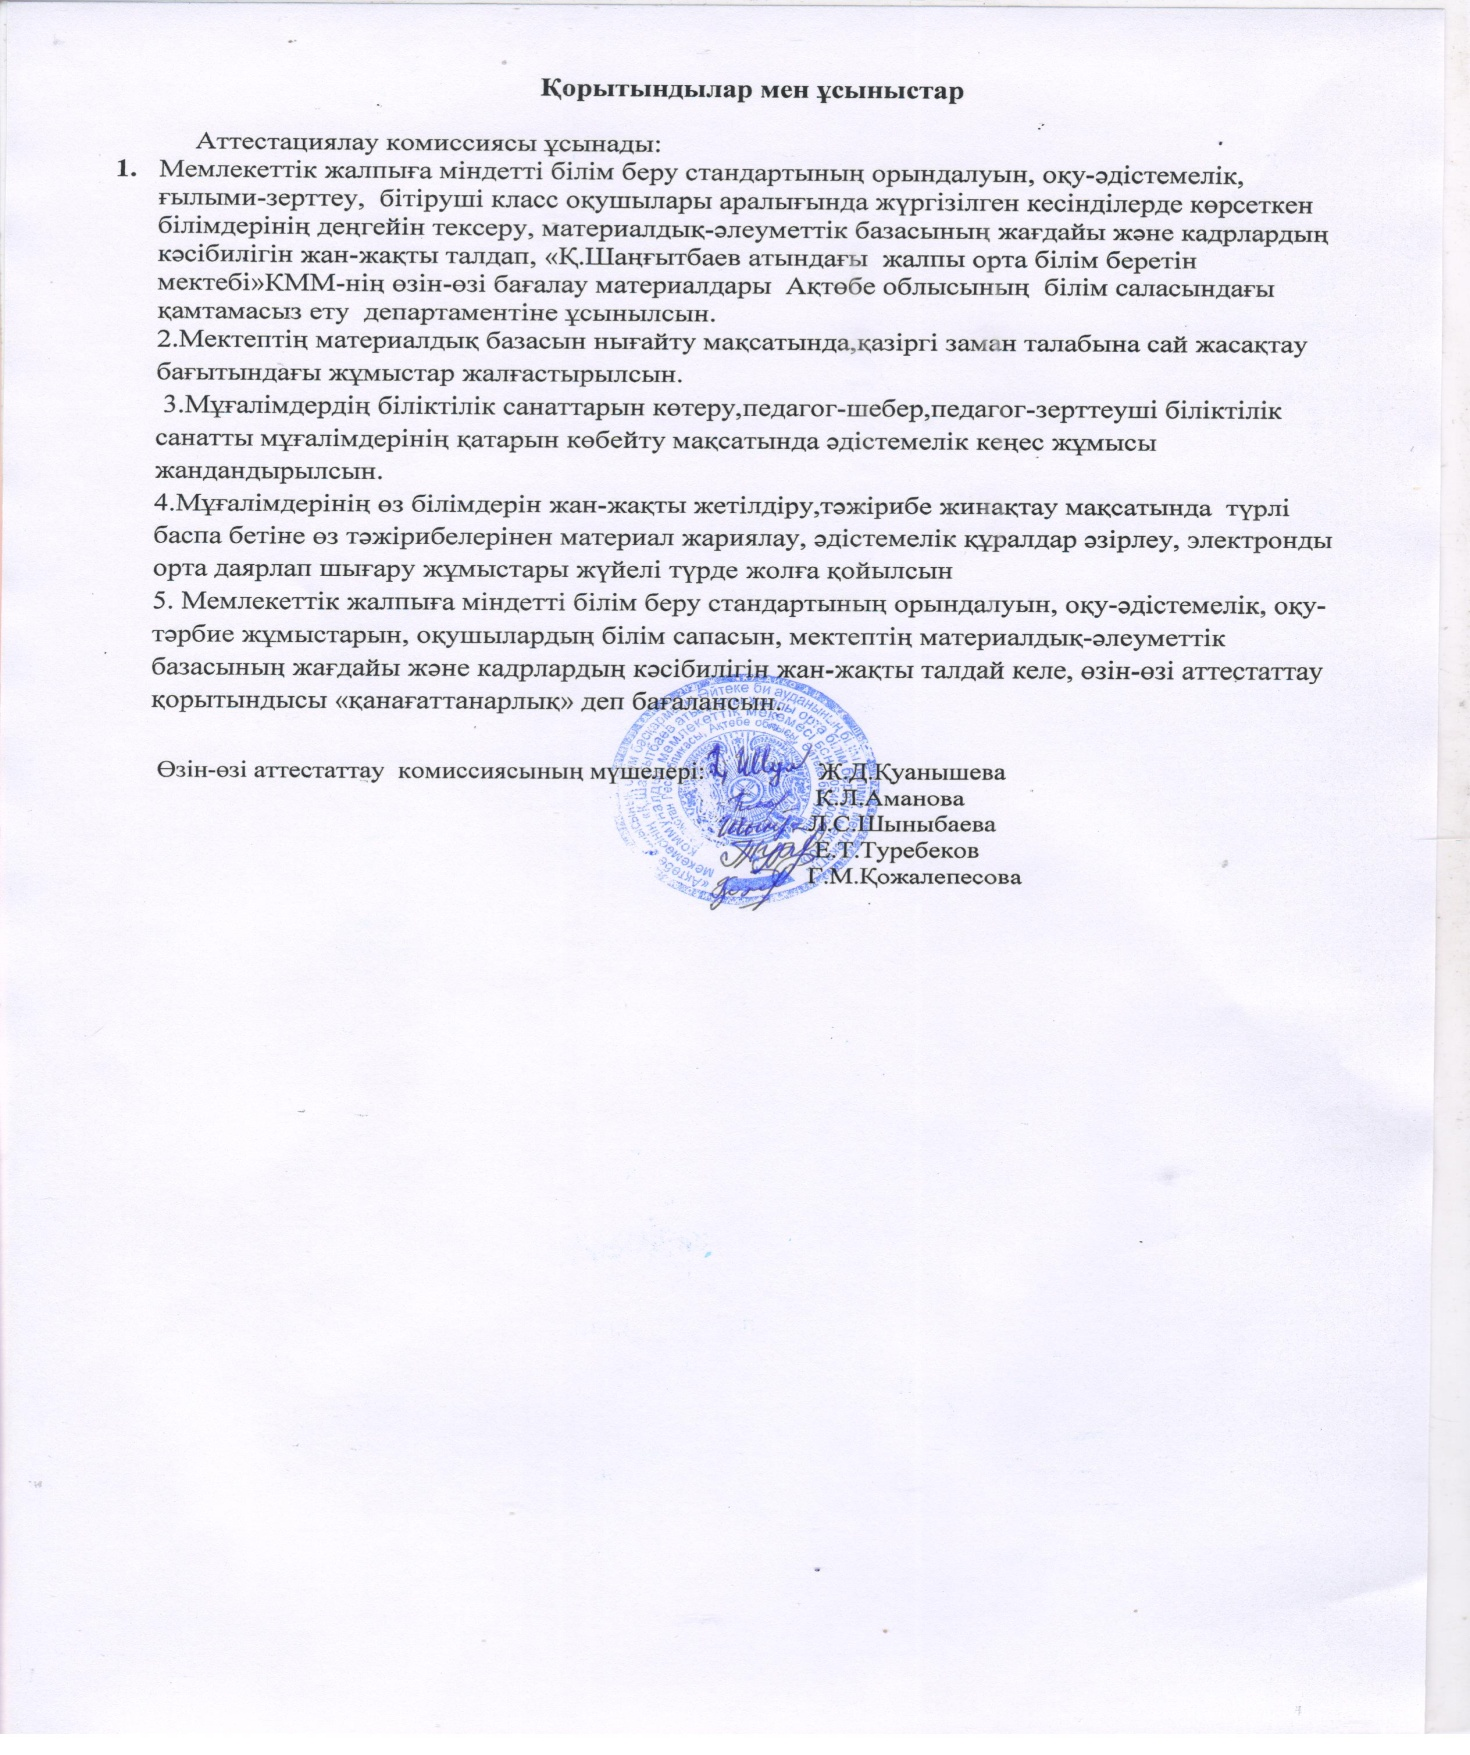 Қорытындылар мен ұсыныстар
Аттестациялау комиссиясы ұсынады:
1. Мемлекеттік жалпыға міндетті білім беру стандартының орындалуын, оқу-әдістемелік,
ғылыми-зерттеу, бітіруші класс оқушылары аралығында жүргізілген кесінділерде көрсеткен
білімдерінің деңгейін тексеру, материалдық-әлеуметтік базасының жағдайы және кадрлардың
кәсібилігін жан-жақты талдап, «Қ.Шаңғытбаев атындағы жалпы орта білім беретін
мектебі»КММ-нің өзін-өзі бағалау материалдары Ақтөбе облысының білім саласындағы
қамтамасыз ету департаментіне ұсынылсын.
2.Мектептің материалдық базасын нығайту мақсатында,қазіргі заман талабына сай жасақтау
бағытындағы жұмыстар жалғастырылсын.
3.Мұғалімдердің біліктілік санаттарын көтеру,педагог-шебер,педагог-зерттеуші біліктілік
санатты мұғалімдерінің қатарын көбейту мақсатында әдістемелік кеңес жұмысы
жандандырылсын.
4.Мұғалімдерінің өз білімдерін жан-жақты жетілдіру,тәжірибе жинақтау мақсатында түрлі
баспа бетіне өз тәжірибелерінен материал жариялау, әдістемелік құралдар әзірлеу, электронды
орта даярлап шығару жұмыстары жүйелі түрде жолға қойылсын
5. Мемлекеттік жалпыға міндетті білім беру стандартының орындалуын, оқу-әдістемелік, оқу-
тәрбие жұмыстарын, оқушылардың білім сапасын, мектептің материалдық-әлеуметтік
базасының жағдайы және кадрлардың кәсібилігін жан-жақты талдай келе, өзін-өзі аттестаттау
қорытындысы «қанағаттанарлық» деп бағалансын.
Өзін-өзі аттестаттау комиссиясының мүшелері: Ж.Д.Қуанышева
К.Л.Аманова
Л.С.Шыныбаева
Е.Т.Туребеков
Г.М.Қожалепесова